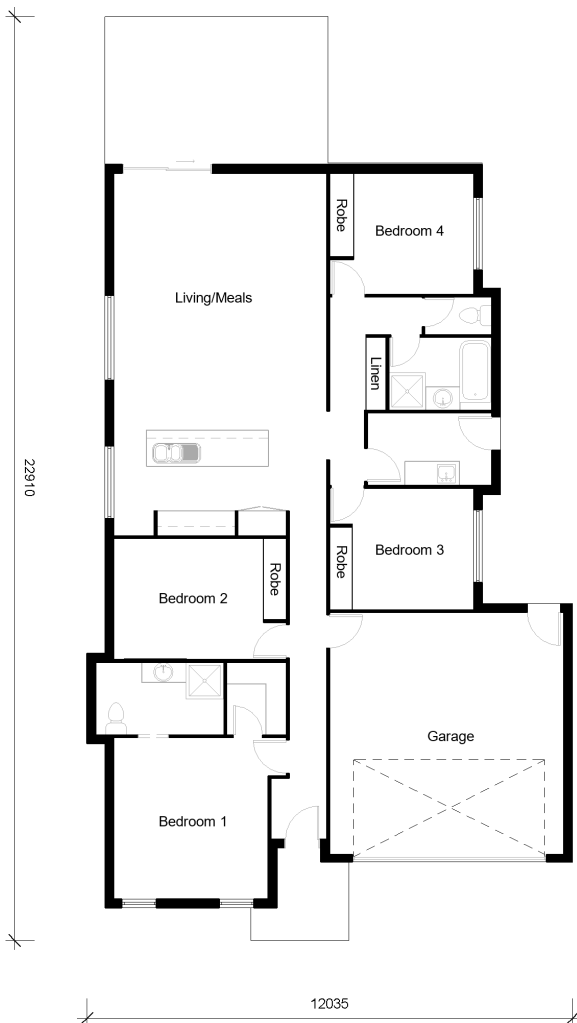 Robe
Bedroom 4
Living/Meals
Linen
22910
Bedroom 3
Robe
Robe
Bedroom 2
Garage
Bedroom 1
12035